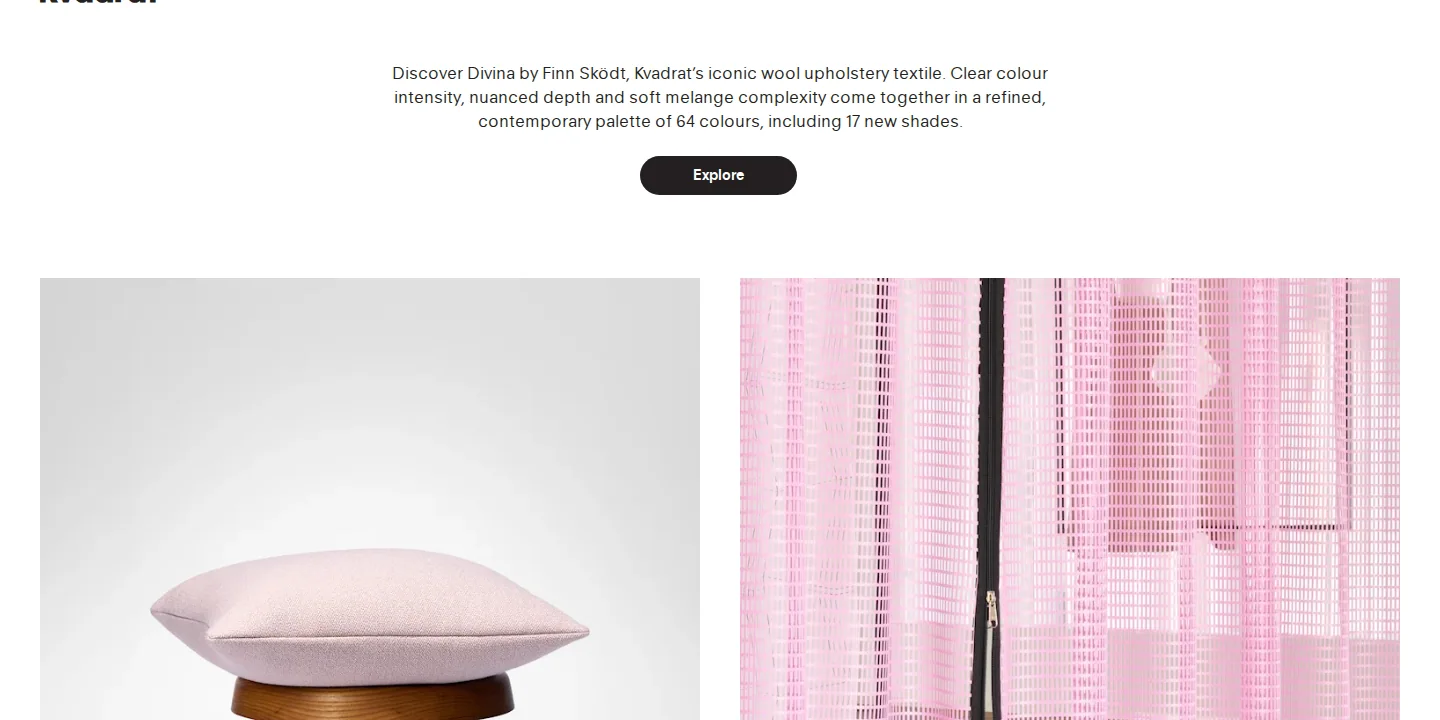 Discover Divina by Finn Sködt, Kvadrat’s iconic wool upholstery textile. Clear colour
intensity, nuanced depth and soft melange complexity come together in a refined,
contemporary palette of 64 colours, including 17 new shades.
Explore